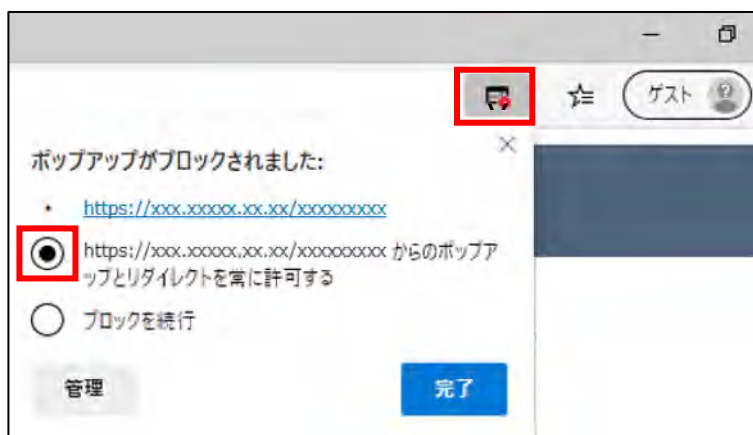 ゲスト
ポップアップがブロックされました:
• https://xxx.xxxxx.xx.xx/xxxxxxxxx
https://xxx.xxxxx.xx.xx/xxxxxxxxx からのポップア
ップとリダイレクトを常に許可する
ブロックを続行
管理
完了